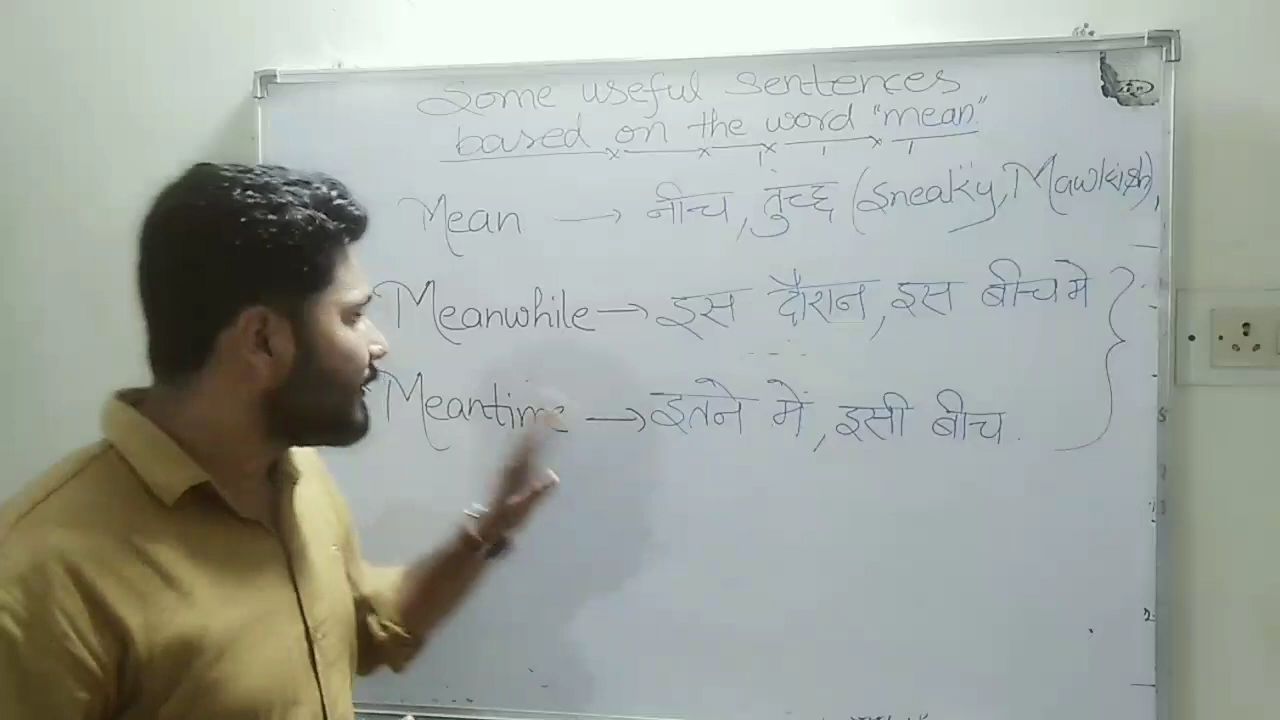 Some useful sentences
based on the word "mean"
Mean → नीच, तुच्छ (Sneaky, Mawkish),
Meanwhile → इस दौरान, इस बीच मे
Meantime → इतने में, इसी बीच.